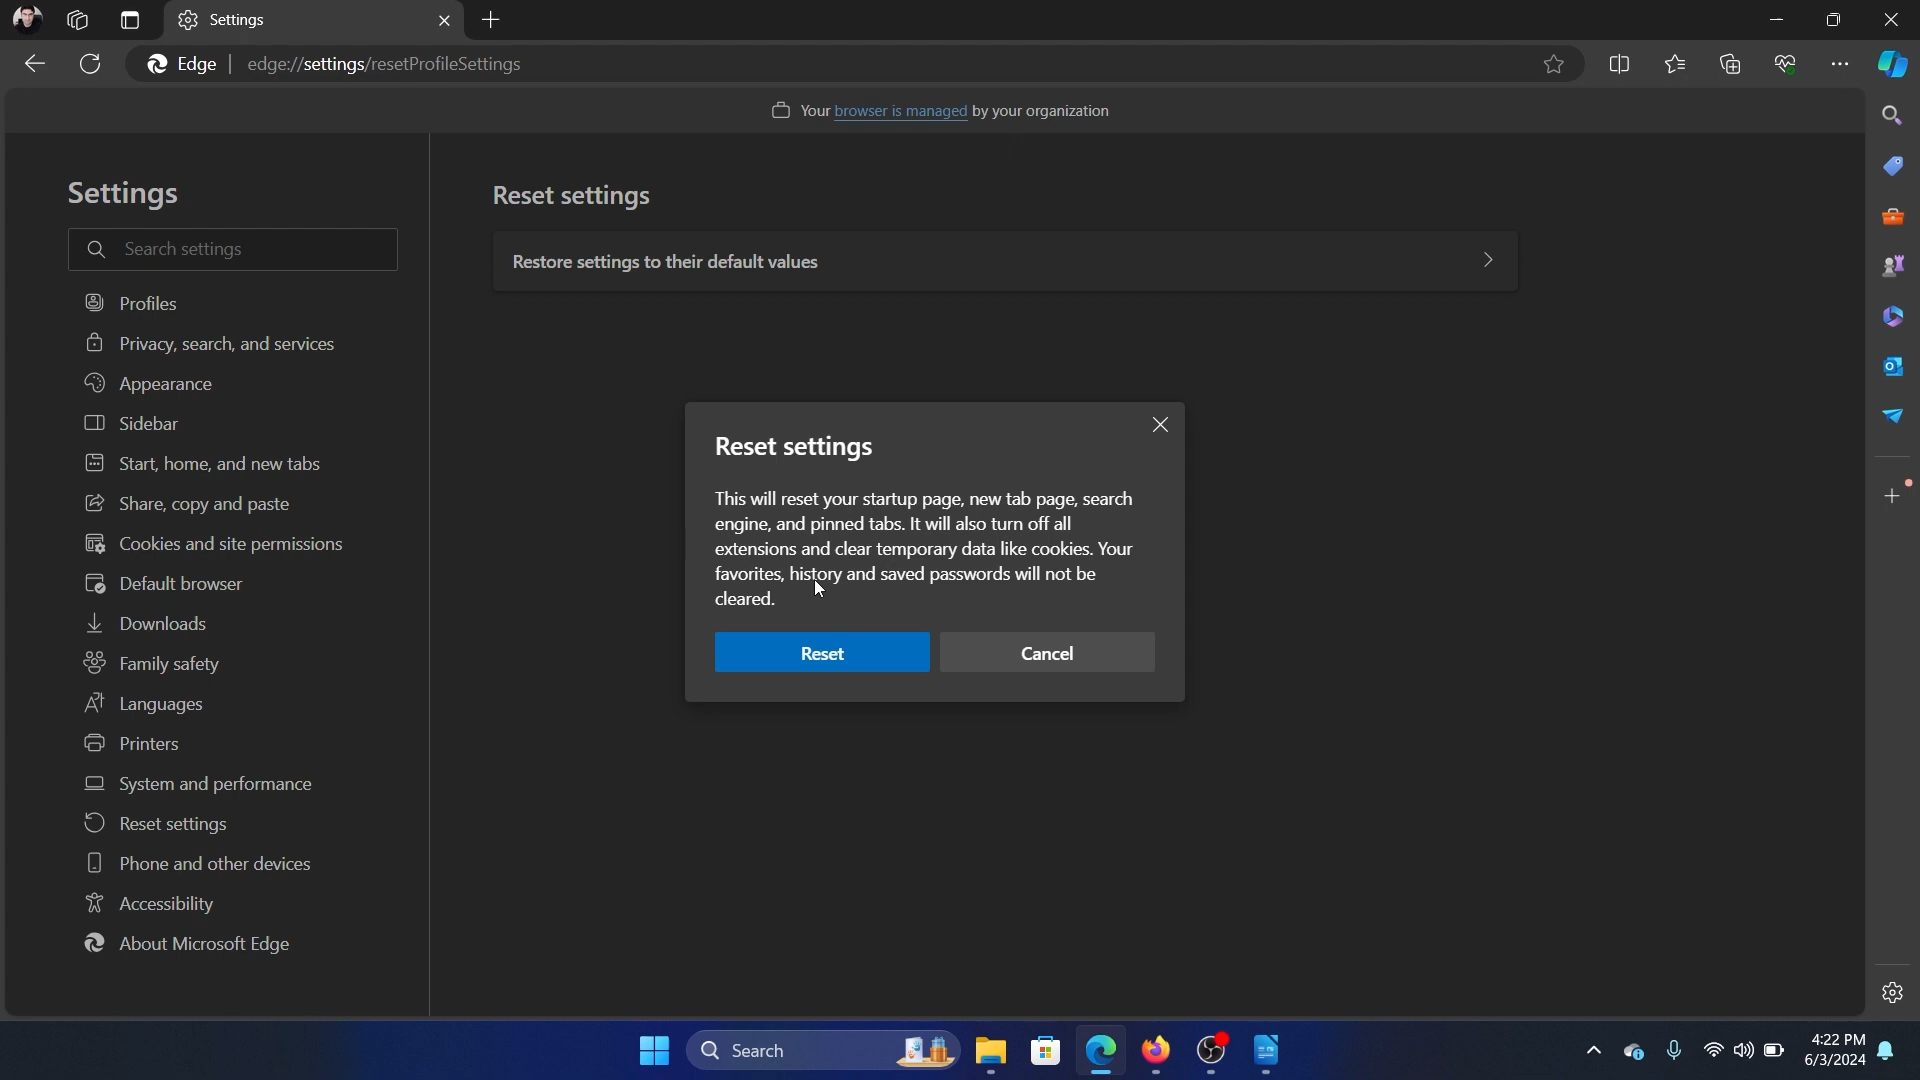 Settings
Edge
edge://settings/resetProfileSettings
Your browser is managed by your organization
Settings
Search settings
Profiles
Privacy, search, and services
Appearance
Sidebar
Start, home, and new tabs
Share, copy and paste
Cookies and site permissions
Default browser
Downloads
Family safety
Languages
Printers
System and performance
Reset settings
Phone and other devices
Accessibility
About Microsoft Edge
Reset settings
Restore settings to their default values
Reset settings
This will reset your startup page, new tab page, search
engine, and pinned tabs. It will also turn off all
extensions and clear temporary data like cookies. Your
favorites, history and saved passwords will not be
cleared.
Reset
Cancel
Search
4:22 PM
6/3/2024